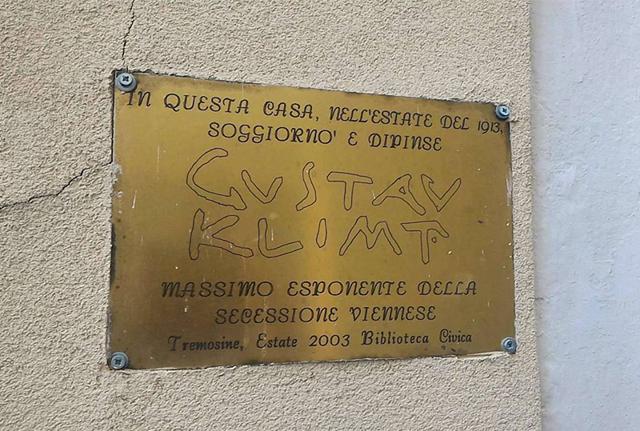 IN QUESTA CASA, NELL'ESTATE DEL 1913,
SOGGIORNO' E DIPINSE
GUSTAV
KLIMT.
MASSIMO ESPONENTE DELLA
SECESSIONE VIENNESE
Tremosine, Estate 2003 Biblioteca Civica